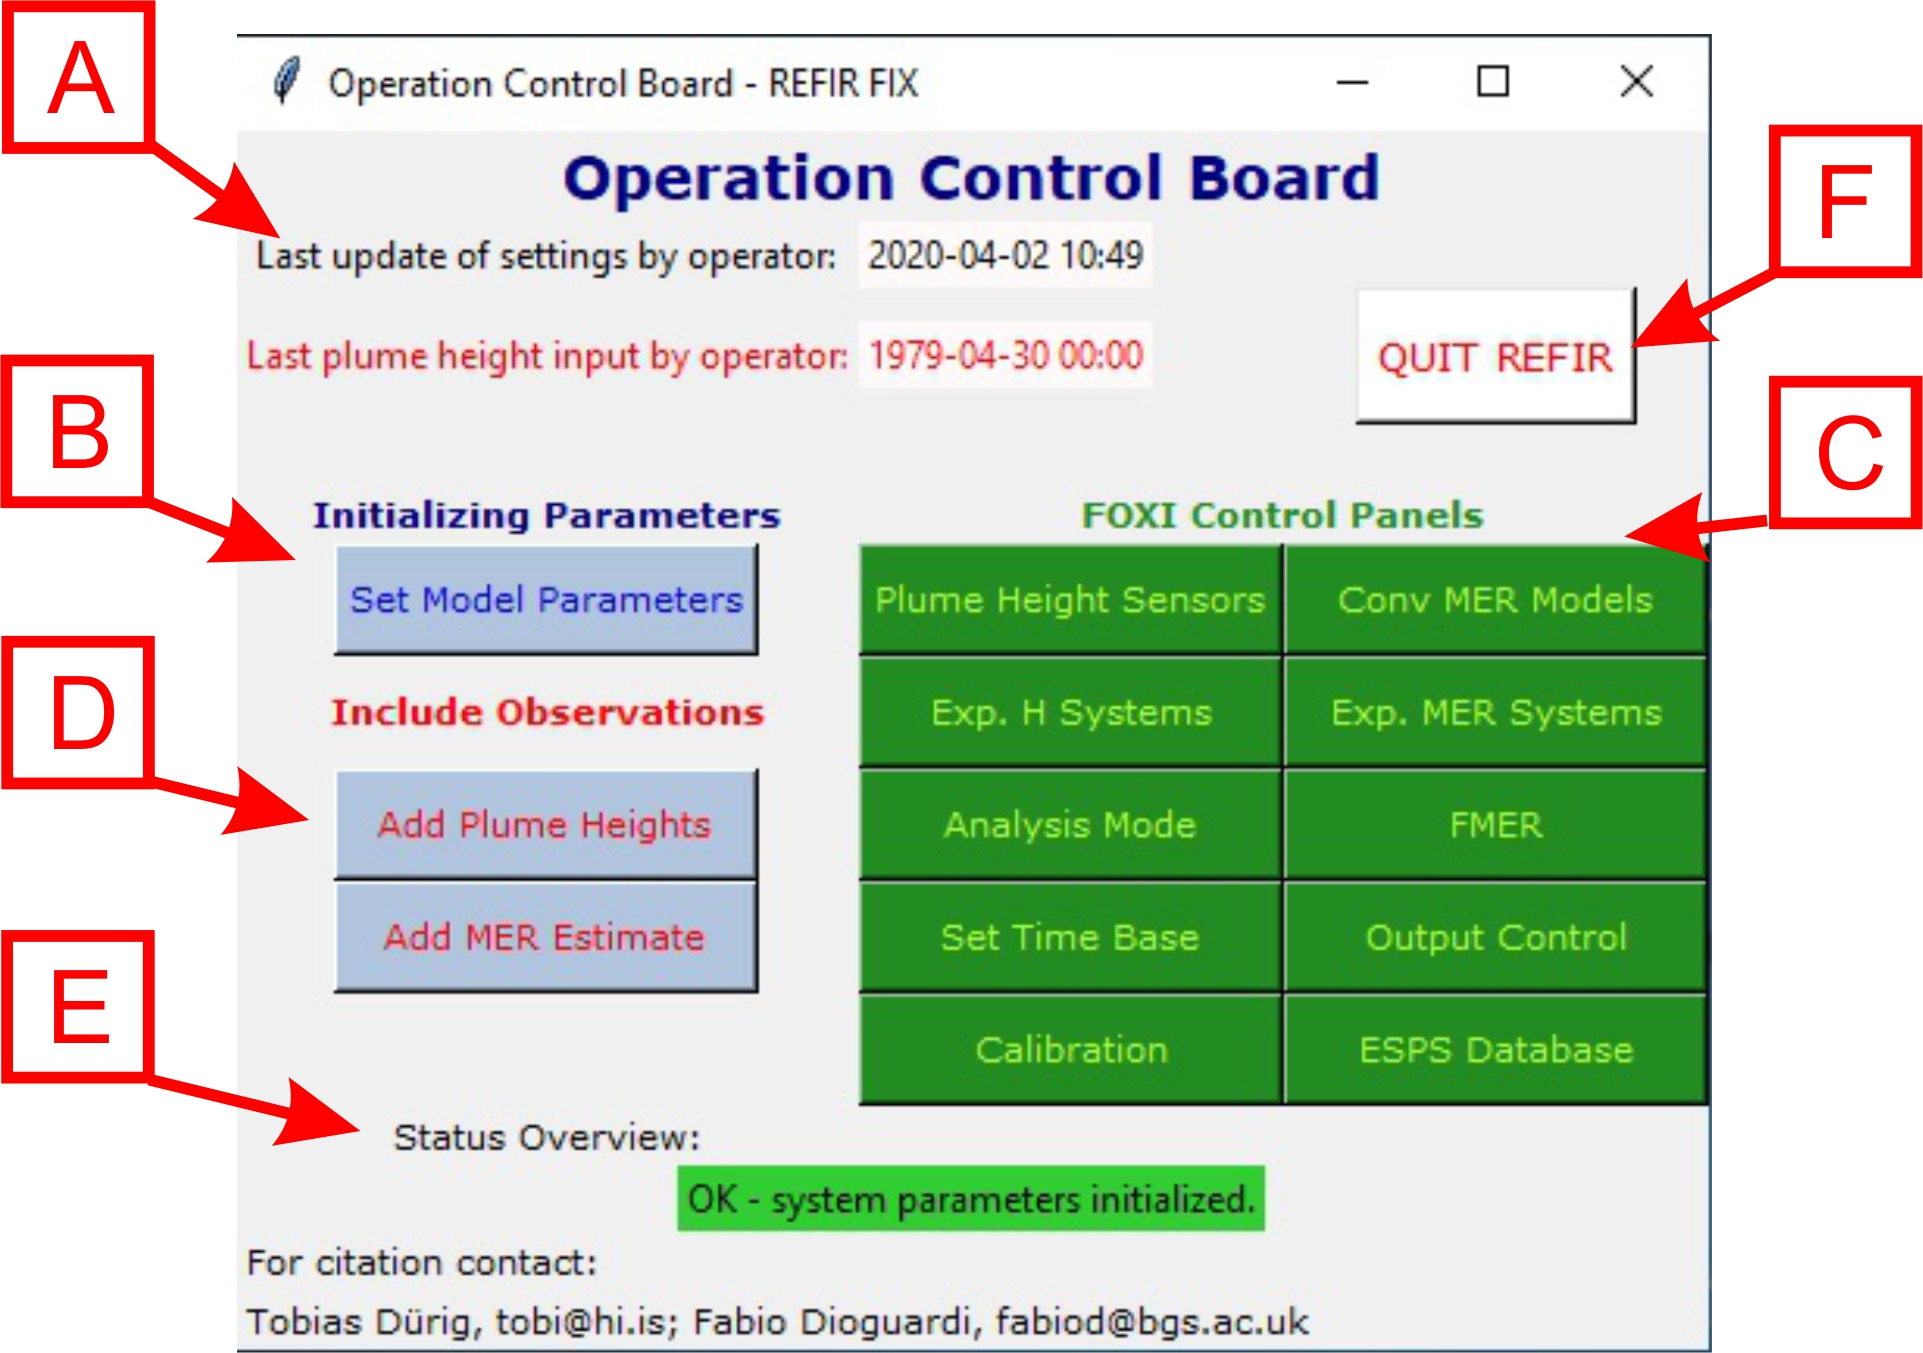 A
Operation Control Board - REFIR FIX
Operation Control Board
F
Last update of settings by operator: 2020-04-02 10:49
Last plume height input by operator: 1979-04-30 00:00
QUIT REFIR
B
C
Initializing Parameters
FOXI Control Panels
Set Model Parameters
Plume Height Sensors
Conv MER Models
D
Include Observations
Exp. H Systems
Exp. MER Systems
Add Plume Heights
Analysis Mode
FMER
Add MER Estimate
Set Time Base
Output Control
E
Calibration
ESPS Database
Status Overview:
OK - system parameters initialized.
For citation contact:
Tobias Dürig, tobi@hi.is; Fabio Dioguardi, fabiod@bgs.ac.uk